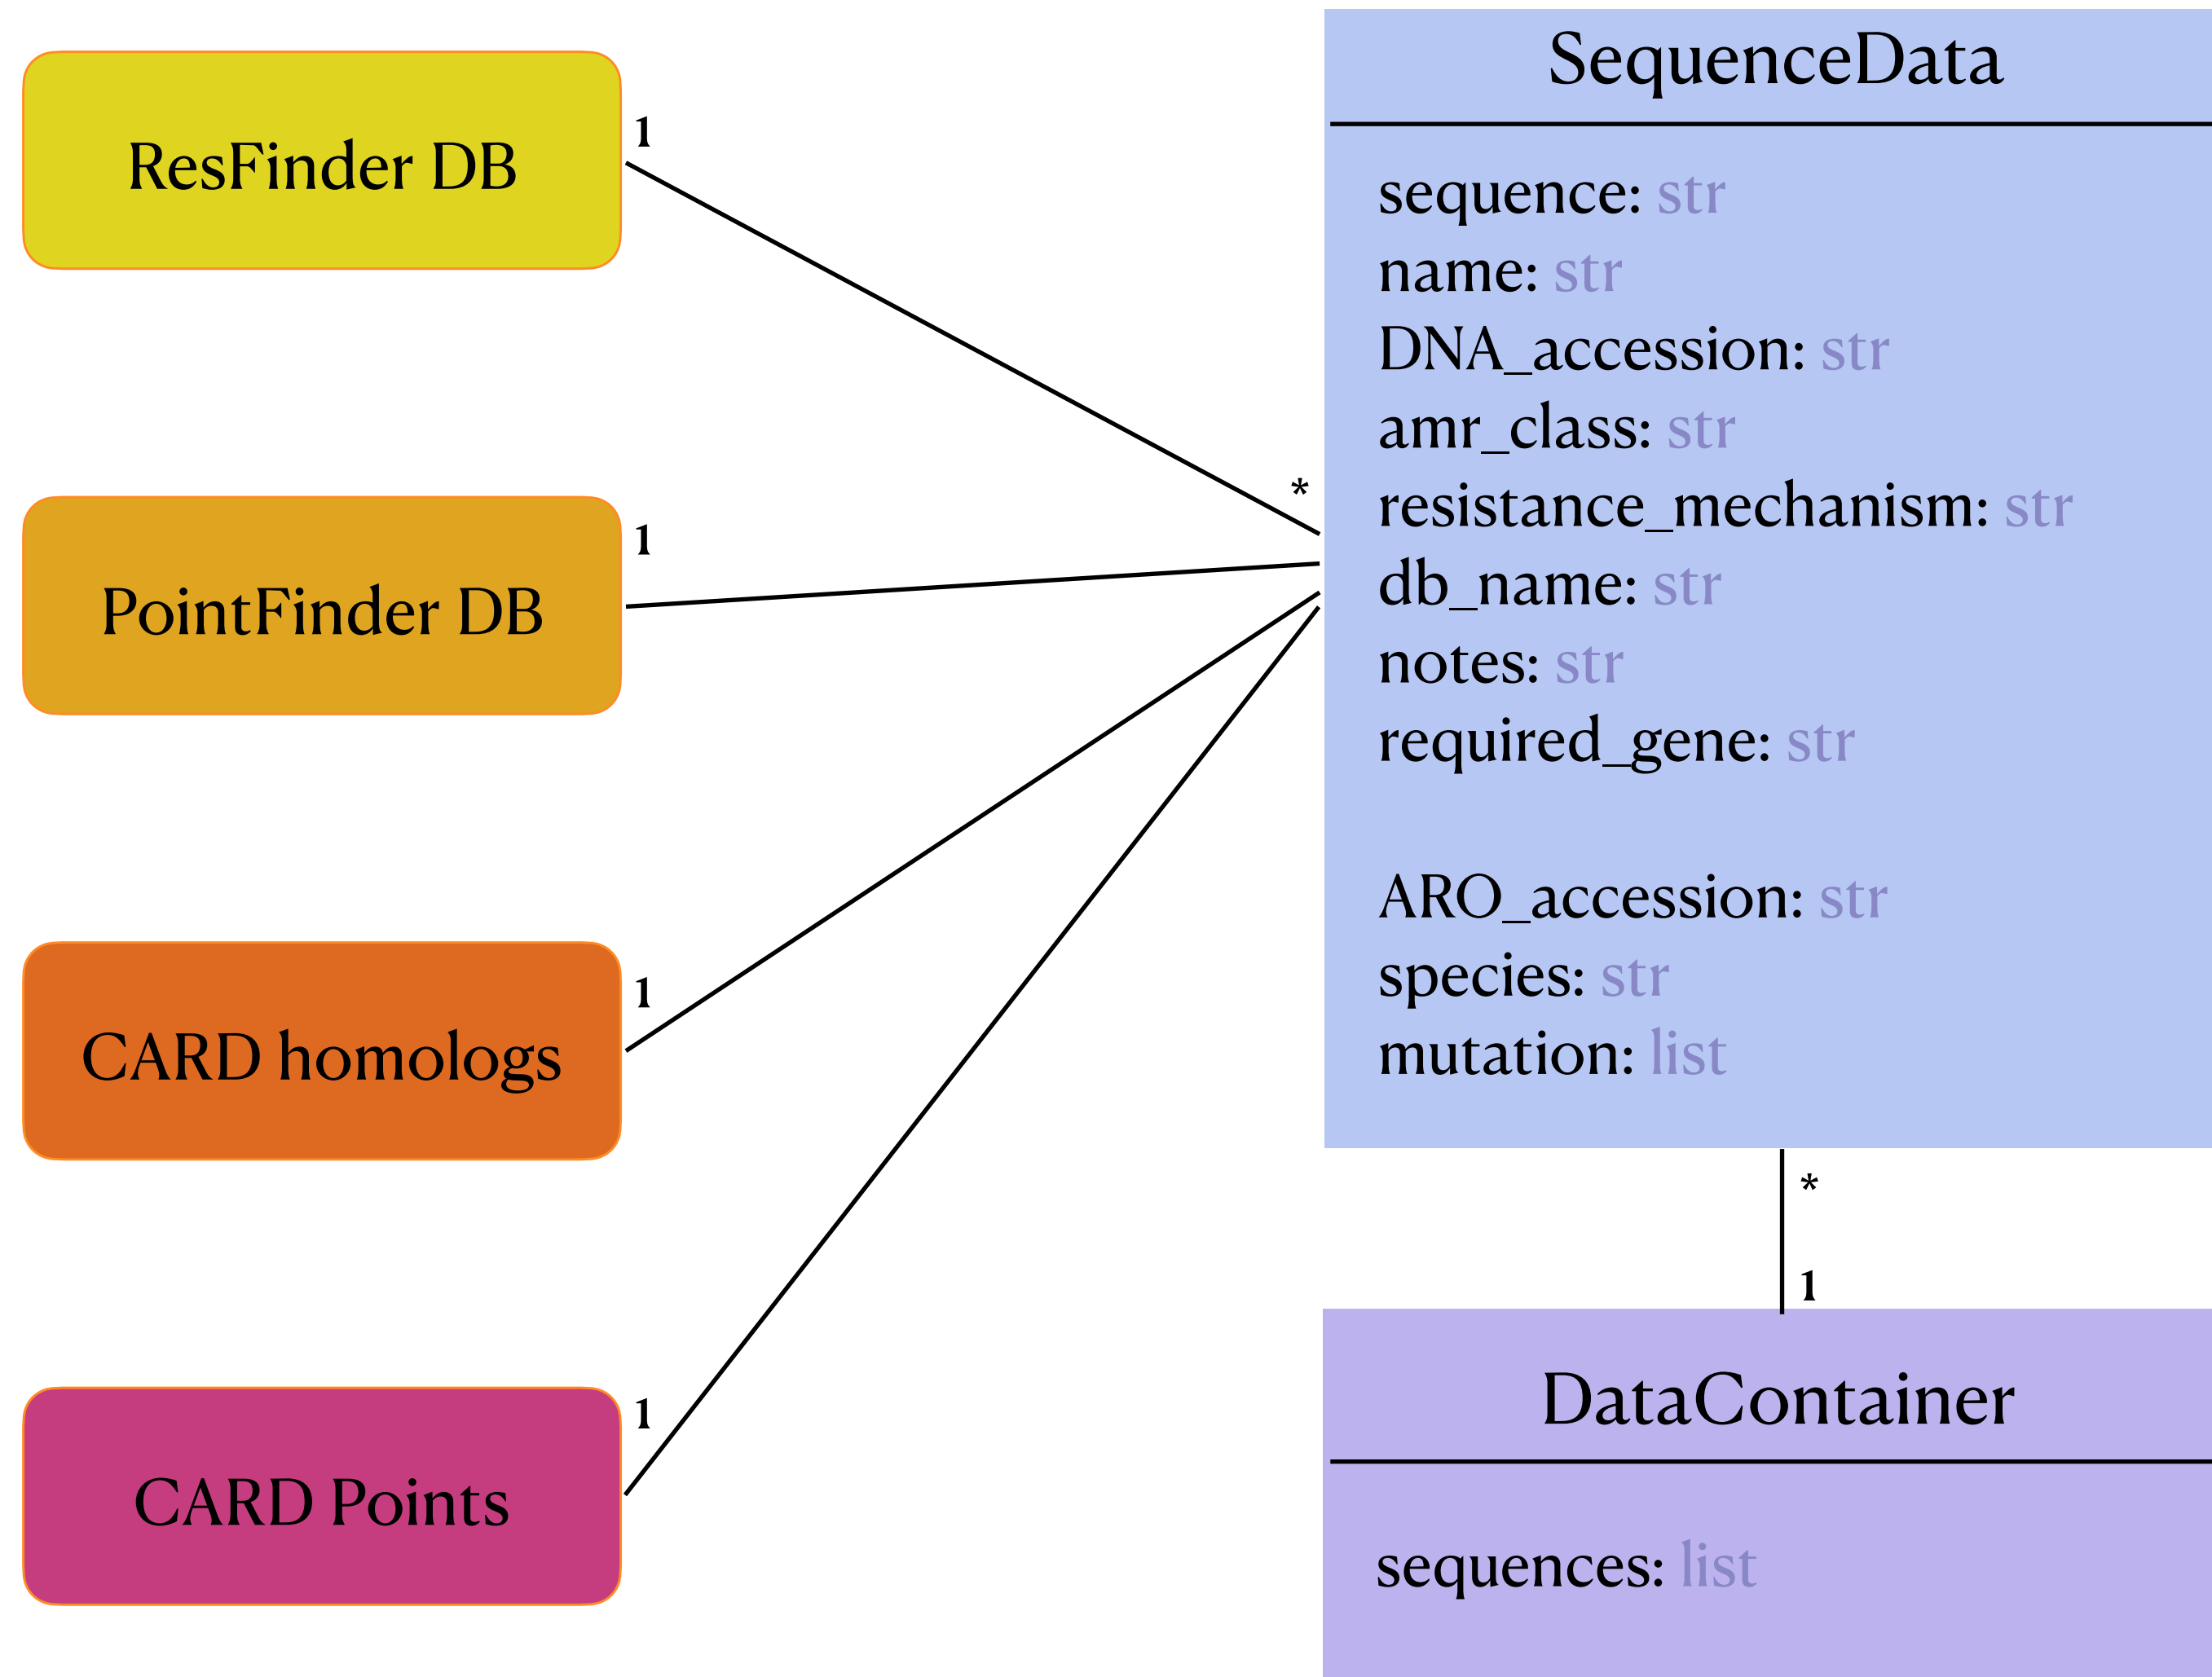 ResFinder DB
1
PointFinder DB
1
CARD homologs
1
CARD Points
1
*
SequenceData
sequence: str
name: str
DNA_accession: str
amr_class: str
resistance_mechanism: str
db_name: str
notes: str
required_gene: str
ARO_accession: str
species: str
mutation: list
*
1
DataContainer
sequences: list